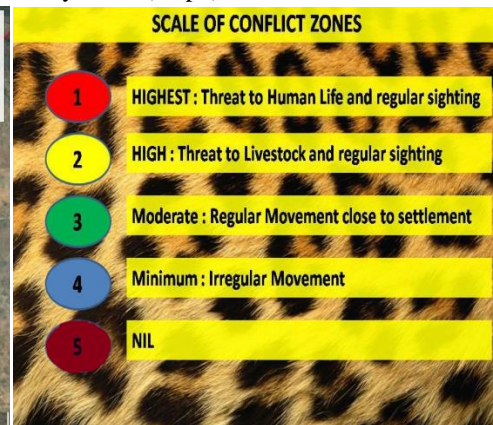 SCALE OF CONFLICT ZONES
1 HIGHEST : Threat to Human Life and regular sighting
2 HIGH : Threat to Livestock and regular sighting
3 Moderate : Regular Movement close to settlement
4 Minimum : Irregular Movement
5 NIL